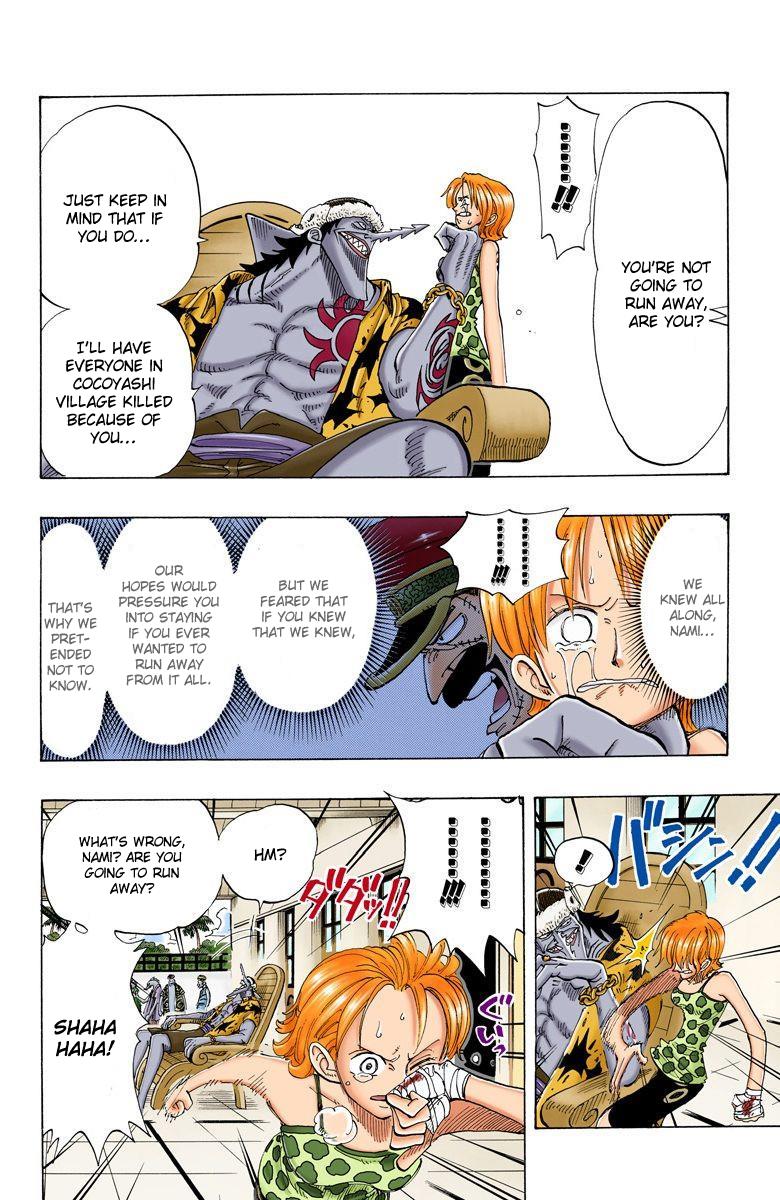 YOU'RE NOT
GOING TO
RUN AWAY,
ARE YOU?
......!!
JUST KEEP IN
MIND THAT IF
YOU DO...
I'LL HAVE
EVERYONE IN
COCOYASHI
VILLAGE KILLED
BECAUSE OF
YOU...
WE
KNEW ALL
ALONG,
NAMI...
......!!
BUT WE
FEARED THAT
IF YOU KNEW
THAT WE KNEW,
OUR
HOPES WOULD
PRESSURE YOU
INTO STAYING
IF YOU EVER
WANTED TO
RUN AWAY
FROM IT ALL.
THAT'S
WHY WE
PRET-
ENDED
NOT TO
KNOW.
バシン!!
!
.........!!!
ダダッ!!
ぐいっ
HM?
WHAT'S WRONG,
NAMI? ARE YOU
GOING TO RUN
AWAY?
SHAHA
HAHA!